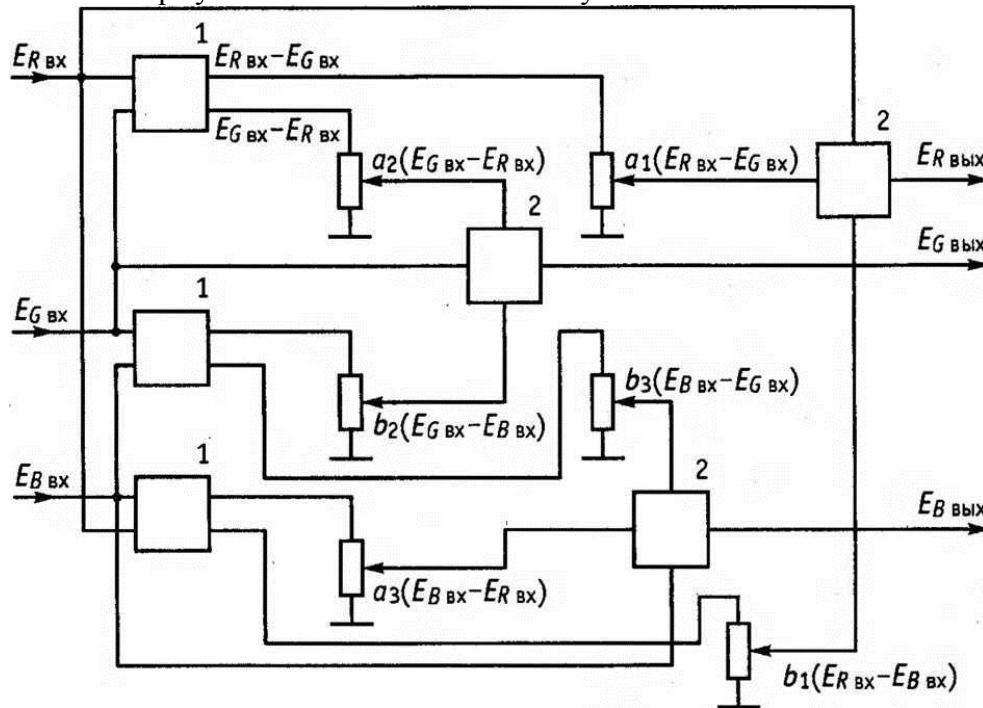 1
E_R вх
E_R вх – E_G вх
E_G вх – E_R вх
2
a2(E_G вх – E_R вх)
a1(E_R вх – E_G вх)
E_R вых
2
E_G вых
1
E_G вх
b3(E_B вх – E_G вх)
b2(E_G вх – E_B вх)
1
2
E_B вх
E_B вых
a3(E_B вх – E_R вх)
b1(E_R вх – E_B вх)